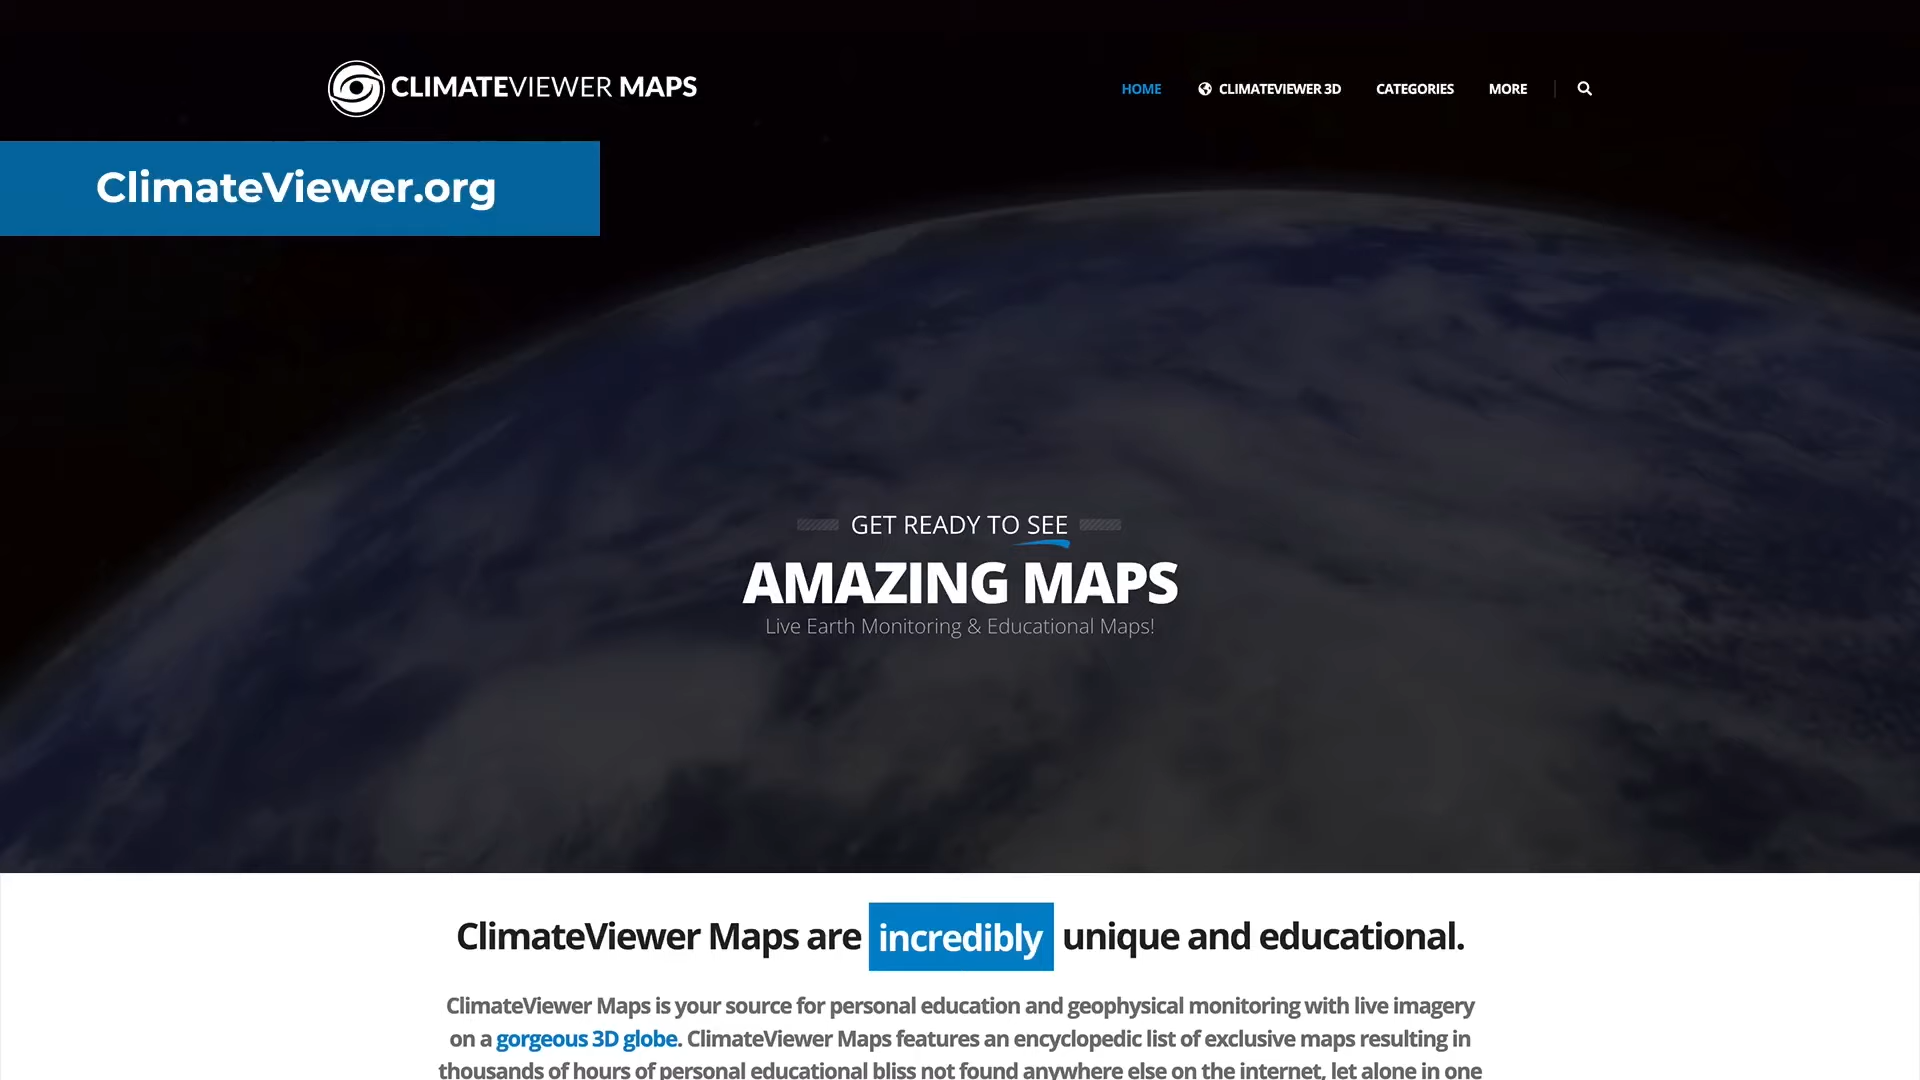 CLIMATEVIEWER MAPS
HOME CLIMATEVIEWER 3D CATEGORIES MORE
ClimateViewer.org
GET READY TO SEE
AMAZING MAPS
Live Earth Monitoring & Educational Maps!
ClimateViewer Maps are incredibly unique and educational.
ClimateViewer Maps is your source for personal education and geophysical monitoring with live imagery
on a gorgeous 3D globe. ClimateViewer Maps features an encyclopedic list of exclusive maps resulting in
thousands of hours of personal educational bliss not found anywhere else on the internet, let alone in one